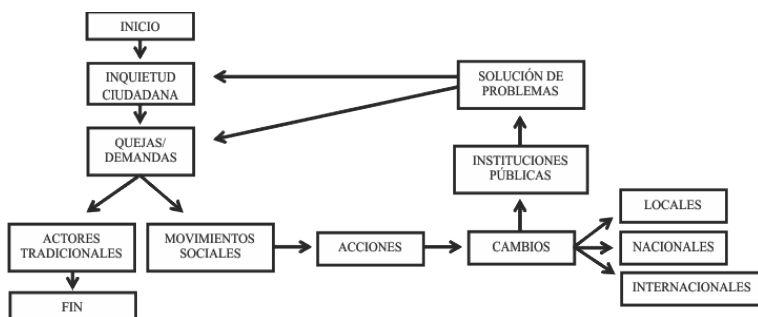 INICIO
INQUIETUD
CIUDADANA
SOLUCIÓN DE
PROBLEMAS
QUEJAS/
DEMANDAS
INSTITUCIONES
PÚBLICAS
LOCALES
ACTORES
TRADICIONALES
MOVIMIENTOS
SOCIALES
ACCIONES
CAMBIOS
NACIONALES
INTERNACIONALES
FIN